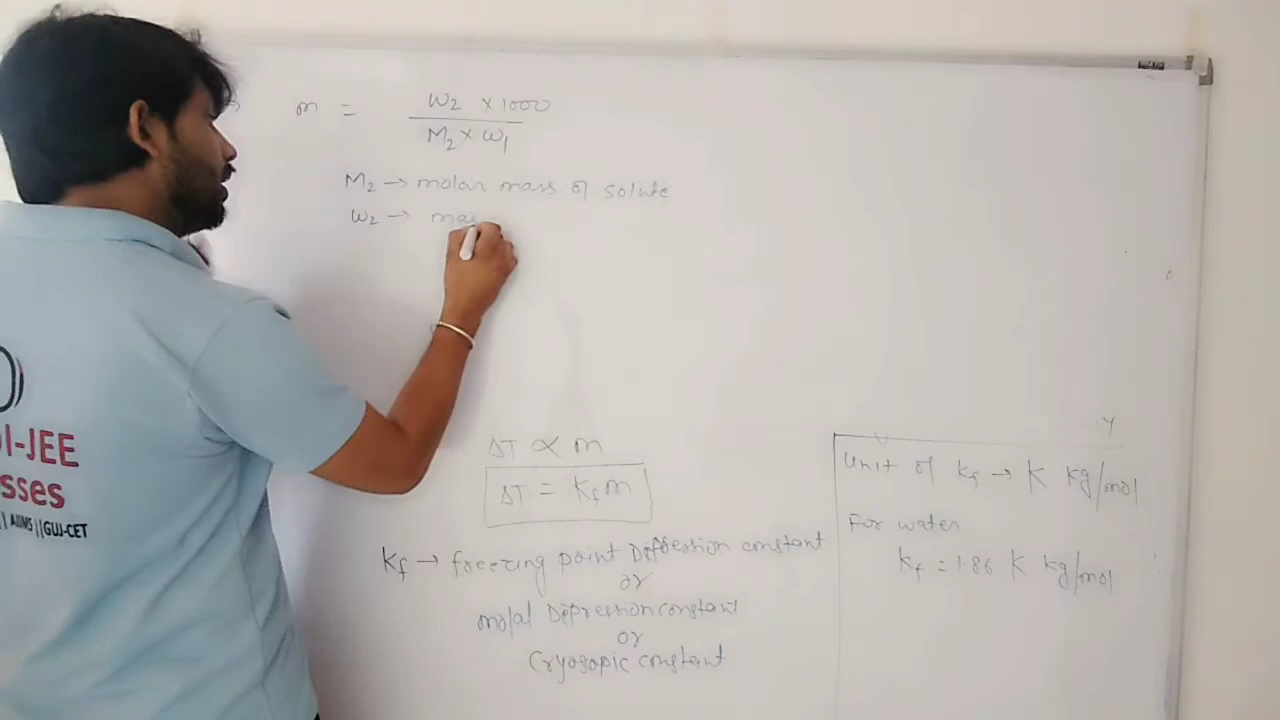 m = w2 × 1000
M2 × w1
M2 → molar mass of solute
w2 → mas
ΔT ∝ m
ΔT = Kf m
Kf → freezing point Depression constant
or
molal Depression constant
or
Cryosopic constant
Unit of Kf → K kg/mol
For water
Kf = 1.86 K kg/mol
I-JEE
sses
|| AIIMS || GUJ-CET